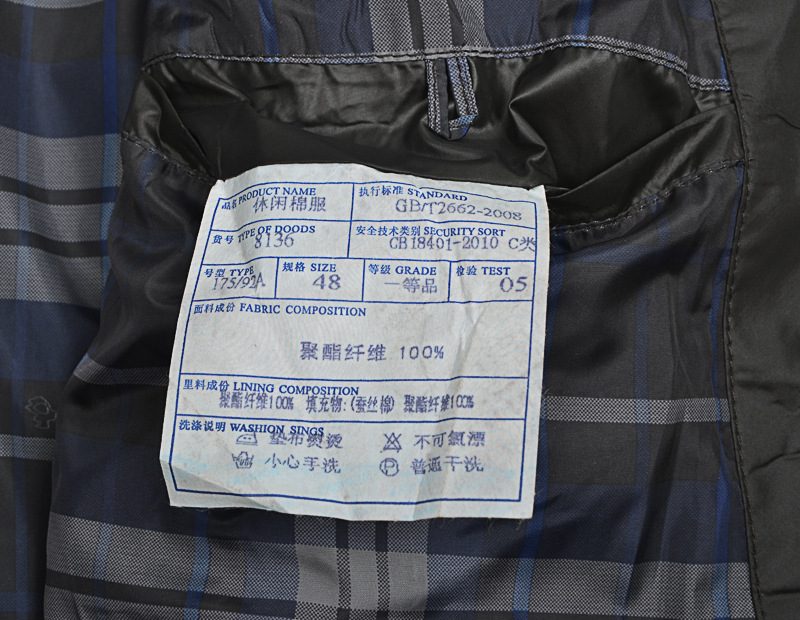 品名 PRODUCT NAME 休闲棉服
执行标准 STANDARD GB/T2662-2008
货号 TYPE OF DOODS 8136
安全技术类别 SECURITY SORT GB18401-2010 C类
号型 TYPE 175/92A
规格 SIZE 48
等级 GRADE 一等品
检验 TEST 05
面料成份 FABRIC COMPOSITION
聚酯纤维 100%
里料成份 LINING COMPOSITION
聚酯纤维100% 填充物:(蚕丝棉) 聚酯纤维100%
洗涤说明 WASHION SINGS
垫布熨烫 不可氯漂
小心手洗 普通干洗